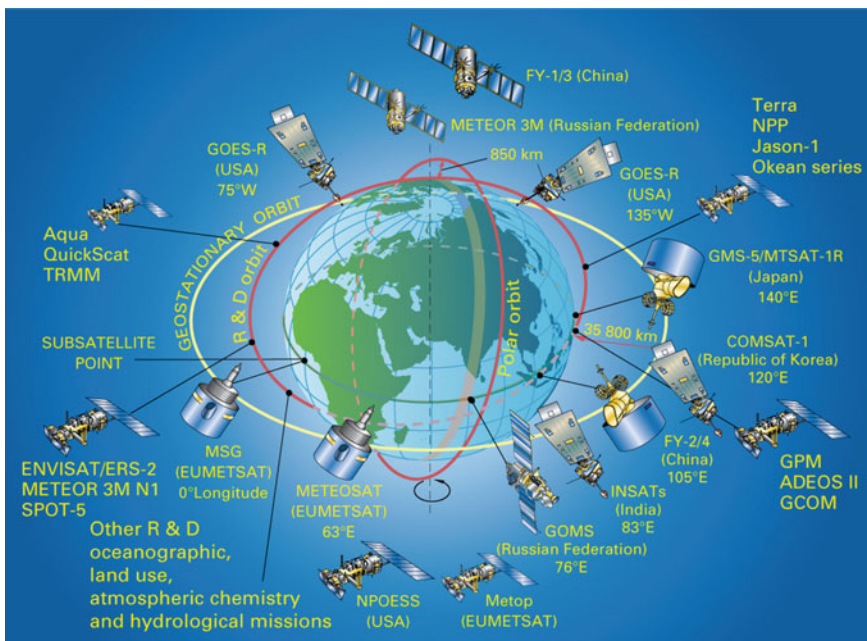 FY-1/3 (China)
METEOR 3M (Russian Federation)
850 km
GOES-R
(USA)
75°W
GOES-R
(USA)
135°W
Terra
NPP
Jason-1
Okean series
Aqua
QuickScat
TRMM
GEOSTATIONARY ORBIT
R & D orbit
Polar orbit
GMS-5/MTSAT-1R
(Japan)
140°E
35 800 km
SUBSATELLITE
POINT
COMSAT-1
(Republic of Korea)
120°E
MSG
(EUMETSAT)
0°Longitude
METEOSAT
(EUMETSAT)
63°E
FY-2/4
(China)
105°E
INSATs
(India)
83°E
GOMS
(Russian Federation)
76°E
ENVISAT/ERS-2
METEOR 3M N1
SPOT-5
GPM
ADEOS II
GCOM
Other R & D
oceanographic,
land use,
atmospheric chemistry
and hydrological missions
NPOESS
(USA)
Metop
(EUMETSAT)